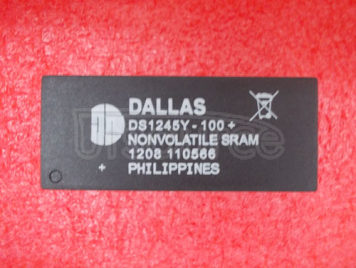 DALLAS
DS1245Y-100+
NONVOLATILE SRAM
1208 110566
+ PHILIPPINES